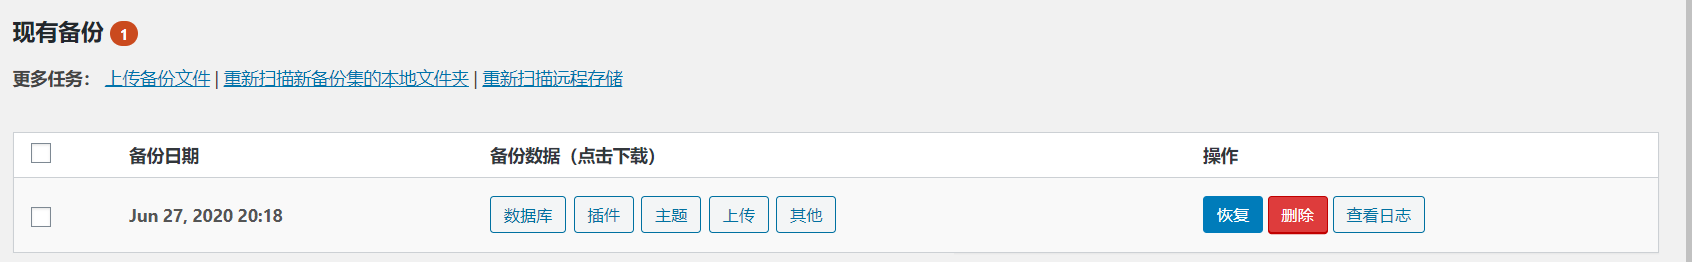 现有备份 1
更多任务： 上传备份文件 | 重新扫描新备份集的本地文件夹 | 重新扫描远程存储
备份日期 备份数据（点击下载） 操作
Jun 27, 2020 20:18 数据库 插件 主题 上传 其他 恢复 删除 查看日志